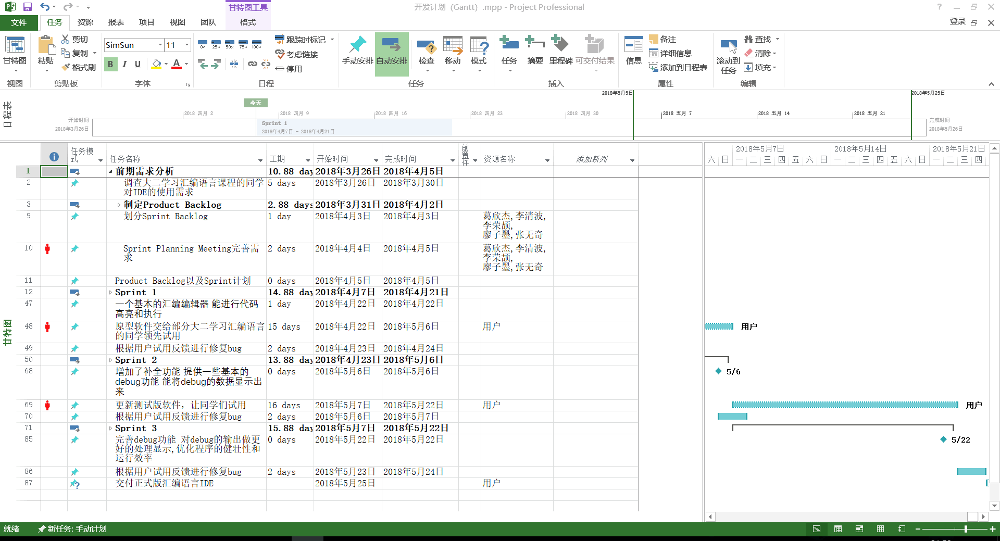 甘特图工具
开发计划（Gantt）.mpp - Project Professional
文件 任务 资源 报表 项目 视图 团队 格式 登录
甘特图
视图
粘贴
剪切
复制
格式刷
剪贴板
SimSun 11
B I U A
字体
0% 25% 50% 75% 100%
跟踪时标记
考虑链接
停用
日程
手动安排 自动安排 检查 移动 模式
任务
任务 摘要 里程碑 可交付结果
插入
信息
备注
详细信息
添加到日程表
属性
滚动到
任务
查找
清除
填充
编辑
日程表
2018年5月5日 2018年5月25日
今天
2018 四月 2 2018 四月 9 2018 四月 16 2018 四月 23 2018 四月 30 2018 五月 7 2018 五月 14 2018 五月 21
开始时间
2018年3月26日
Sprint 1
2018年4月7日 - 2018年4月21日
完成时间
2018年5月26日
甘特图
任务模式 任务名称 工期 开始时间 完成时间 前置任 资源名称 添加新列
2018年5月7日 2018年5月14日 2018年5月21日
六 日 一 二 三 四 五 六 日 一 二 三 四 五 六 日 一 二 三 四
1 前期需求分析 10.88 day 2018年3月26日 2018年4月5日
2 调查大二学习汇编语言课程的同学 5 days 2018年3月26日 2018年3月30日
对IDE的使用需求
3 制定Product Backlog 2.88 days 2018年3月31日 2018年4月2日
9 划分Sprint Backlog 1 day 2018年4月3日 2018年4月3日 葛欣杰,李清波,
李荣颉,
廖子墨,张无奇
10 Sprint Planning Meeting完善需 2 days 2018年4月4日 2018年4月5日 葛欣杰,李清波,
求 李荣颉,
廖子墨,张无奇
11 Product Backlog以及Sprint计划 0 days 2018年4月5日 2018年4月5日
12 Sprint 1 14.88 day 2018年4月7日 2018年4月21日
47 一个基本的汇编编辑器 能进行代码 1 day 2018年4月22日 2018年4月22日
高亮和执行
48 原型软件交给部分大二学习汇编语言 15 days 2018年4月22日 2018年5月6日 用户 用户
的同学领先试用
49 根据用户试用反馈进行修复bug 2 days 2018年4月23日 2018年4月24日
50 Sprint 2 13.88 day 2018年4月23日 2018年5月6日
68 增加了补全功能 提供一些基本的 0 days 2018年5月6日 2018年5月6日 5/6
debug功能 能将debug的数据显示出
来
69 更新测试版软件，让同学们试用 16 days 2018年5月7日 2018年5月22日 用户 用户
70 根据用户试用反馈进行修复bug 2 days 2018年5月6日 2018年5月7日
71 Sprint 3 15.88 day 2018年5月7日 2018年5月22日
85 完善debug功能 对debug的输出做更 0 days 2018年5月22日 2018年5月22日 5/22
好的处理显示,优化程序的健壮性和
运行效率
86 根据用户试用反馈进行修复bug 2 days 2018年5月23日 2018年5月24日
87 交付正式版汇编语言IDE 2018年5月25日 用户
就绪 新任务: 手动计划